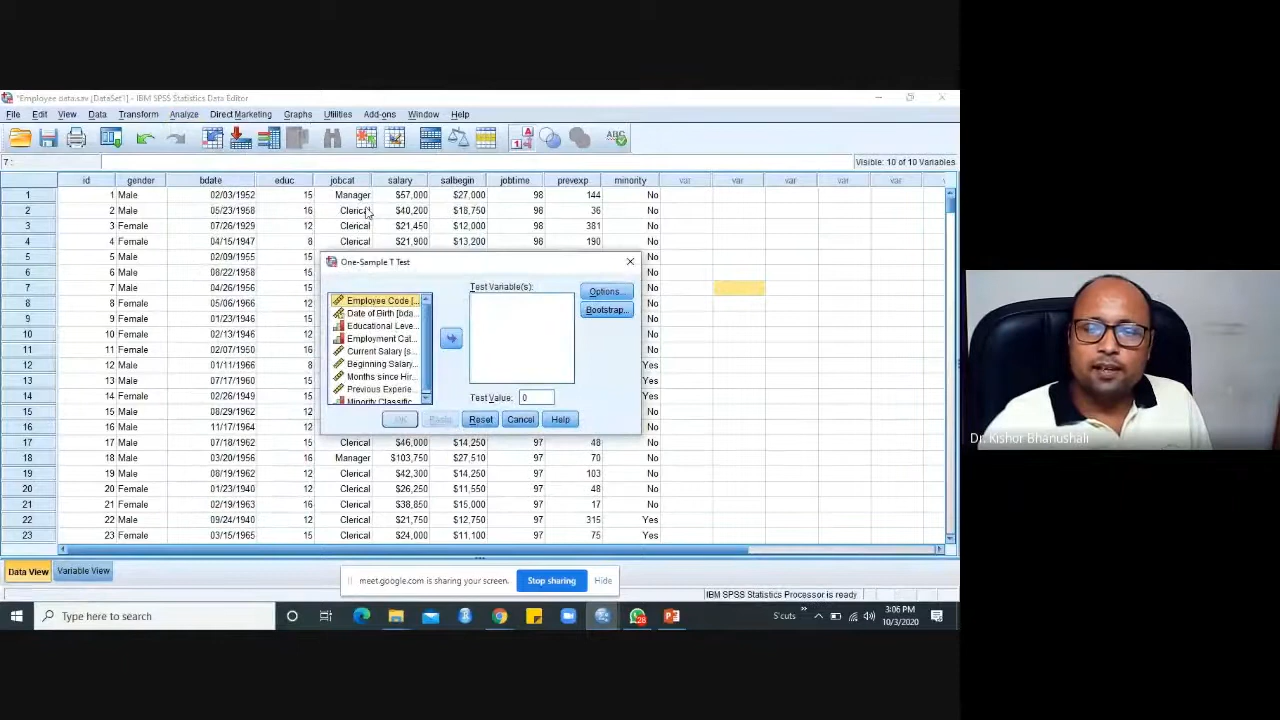 *Employee data.sav [DataSet1] - IBM SPSS Statistics Data Editor
File Edit View Data Transform Analyze Direct Marketing Graphs Utilities Add-ons Window Help
7 : Visible: 10 of 10 Variables
id gender bdate educ jobcat salary salbegin jobtime prevexp minority var var var var var
1 1 Male 02/03/1952 15 Manager $57,000 $27,000 98 144 No
2 2 Male 05/23/1958 16 Clerical $40,200 $18,750 98 36 No
3 3 Female 07/26/1929 12 Clerical $21,450 $12,000 98 381 No
4 4 Female 04/15/1947 8 Clerical $21,900 $13,200 98 190 No
5 5 Male 02/09/1955 15 No
6 6 Male 08/22/1958 15 No
7 7 Male 04/26/1956 15 No
8 8 Female 05/06/1966 12 No
9 9 Female 01/23/1946 15 No
10 10 Female 02/13/1946 12 No
11 11 Female 02/07/1950 16 No
12 12 Male 01/11/1966 8 Yes
13 13 Male 07/17/1960 15 Yes
14 14 Female 02/26/1949 15 Yes
15 15 Male 08/29/1962 12 No
16 16 Male 11/17/1964 12 No
17 17 Male 07/18/1962 15 Clerical $46,000 $14,250 97 48 No
18 18 Male 03/20/1956 16 Manager $103,750 $27,510 97 70 No
19 19 Male 08/19/1962 12 Clerical $42,300 $14,250 97 103 No
20 20 Female 01/23/1940 12 Clerical $26,250 $11,550 97 48 No
21 21 Female 02/19/1963 16 Clerical $38,850 $15,000 97 17 No
22 22 Male 09/24/1940 12 Clerical $21,750 $12,750 97 315 Yes
23 23 Female 03/15/1965 15 Clerical $24,000 $11,100 97 75 Yes
One-Sample T Test
Test Variable(s):
Employee Code [...
Date of Birth [bda...
Educational Leve...
Employment Cat...
Current Salary [s...
Beginning Salary...
Months since Hir...
Previous Experie...
Minority Classific...
Options...
Bootstrap...
Test Value: 0
OK Paste Reset Cancel Help
Data View Variable View
meet.google.com is sharing your screen. Stop sharing Hide
IBM SPSS Statistics Processor is ready
Type here to search
28
S'cuts
3:06 PM
10/3/2020
Dr. Kishor Bhanushali